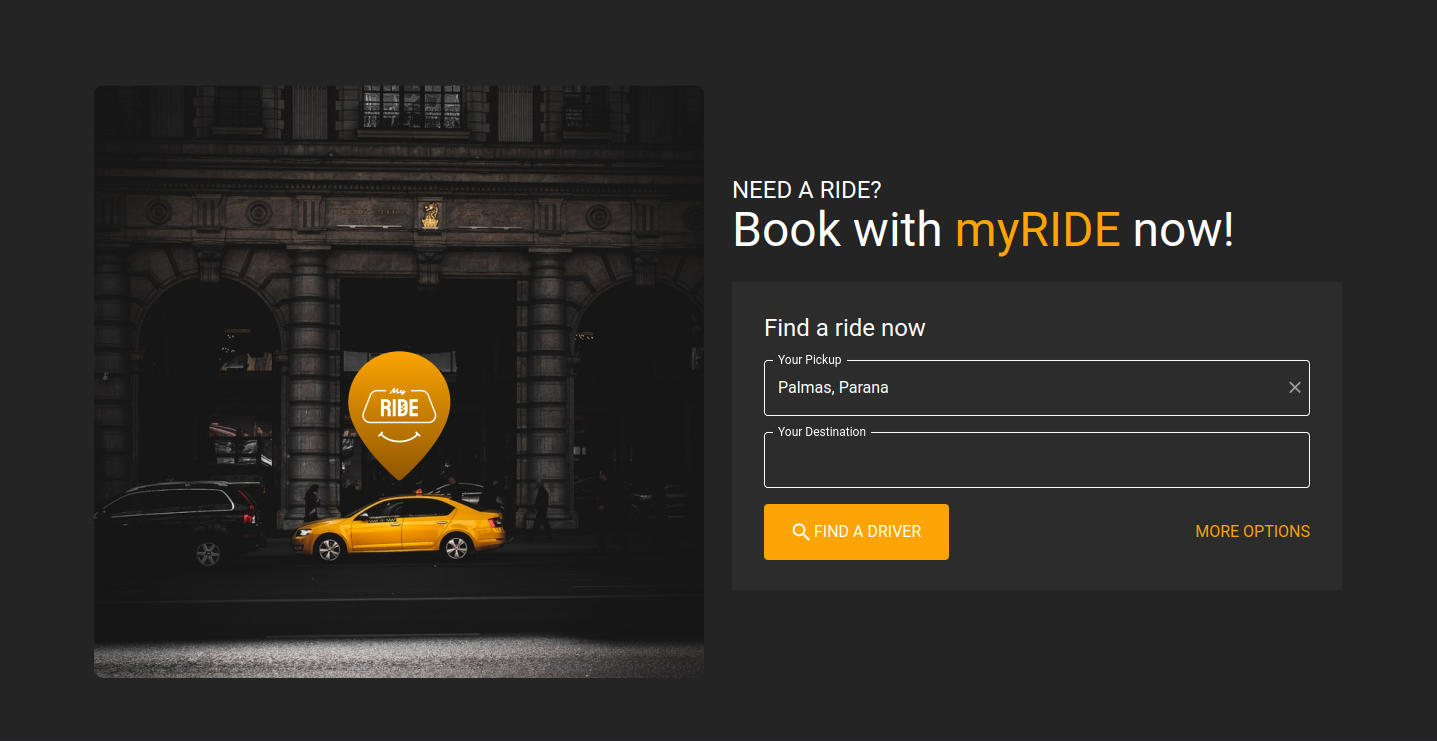 NEED A RIDE?
Book with myRIDE now!
Find a ride now
Your Pickup
Palmas, Parana
Your Destination
FIND A DRIVER
MORE OPTIONS
My
RIDE